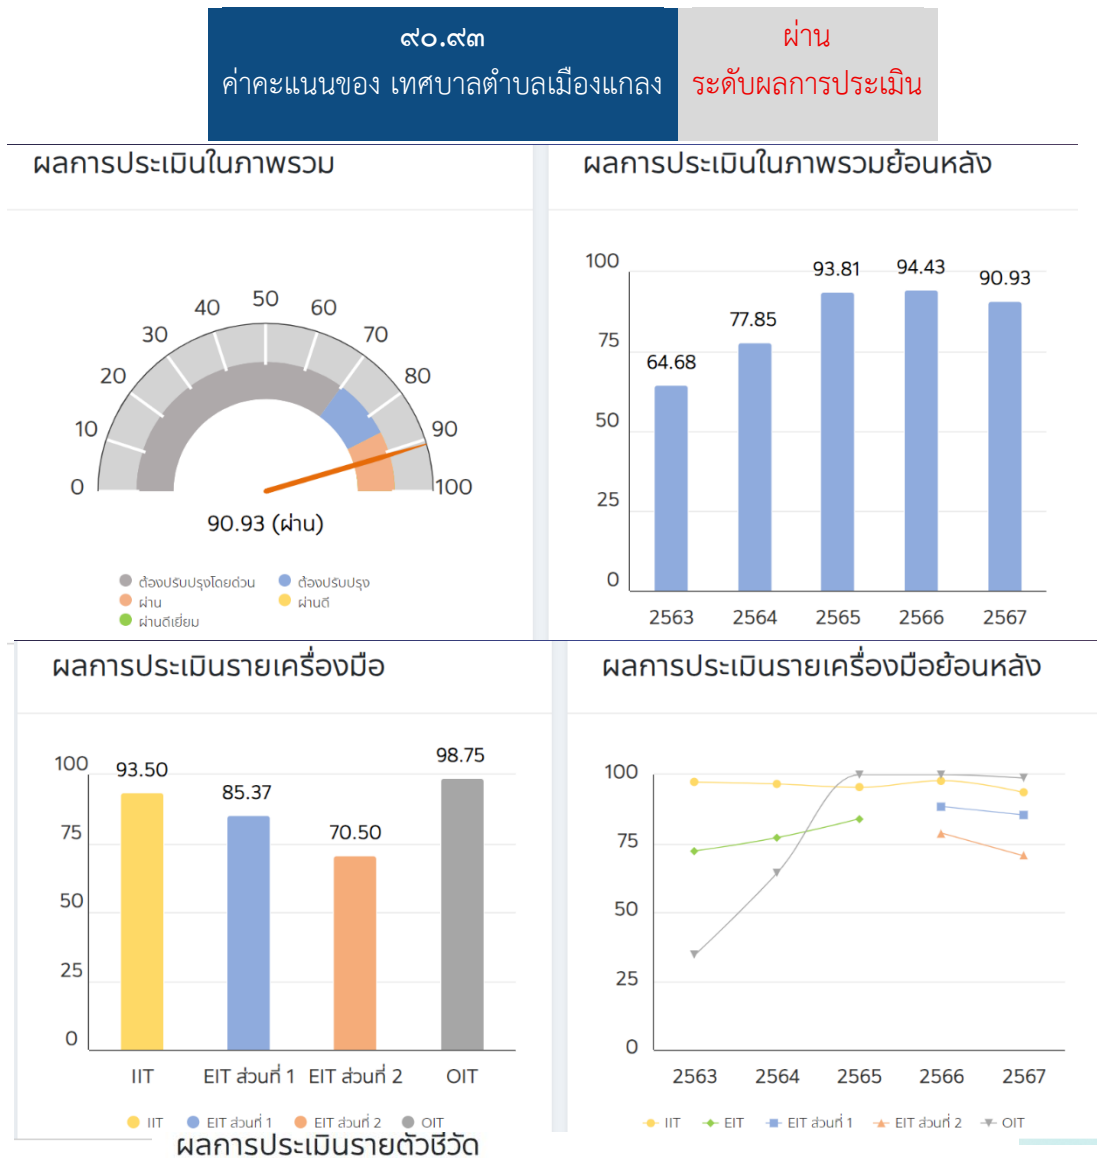 ๙๐.๙๓
ค่าคะแนนของ เทศบาลตำบลเมืองแกลง
ผ่าน
ระดับผลการประเมิน
ผลการประเมินในภาพรวม
0
10
20
30
40
50
60
70
80
90
100
90.93 (ผ่าน)
ต้องปรับปรุงโดยด่วน
ต้องปรับปรุง
ผ่าน
ผ่านดี
ผ่านดีเยี่ยม
ผลการประเมินในภาพรวมย้อนหลัง
100
75
50
25
0
64.68
77.85
93.81
94.43
90.93
2563 2564 2565 2566 2567
ผลการประเมินรายเครื่องมือ
100
75
50
25
0
93.50
85.37
70.50
98.75
IIT EIT ส่วนที่ 1 EIT ส่วนที่ 2 OIT
IIT EIT ส่วนที่ 1 EIT ส่วนที่ 2 OIT
ผลการประเมินรายเครื่องมือย้อนหลัง
100
75
50
25
0
2563 2564 2565 2566 2567
IIT EIT EIT ส่วนที่ 1 EIT ส่วนที่ 2 OIT
ผลการประเมินรายตัวชี้วัด